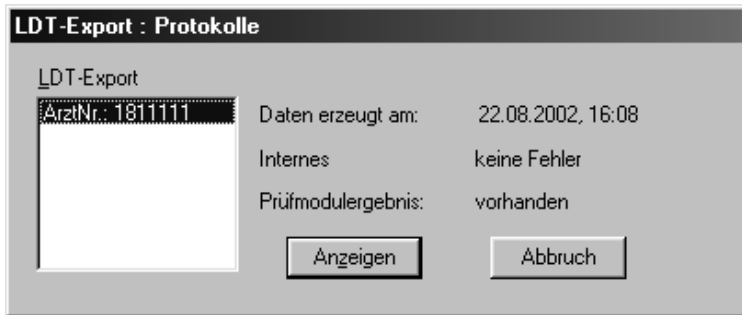 LDT-Export : Protokolle
LDT-Export
ArztNr.: 1811111
Daten erzeugt am: 22.08.2002, 16:08
Internes keine Fehler
Prüfmodulergebnis: vorhanden
Anzeigen Abbruch